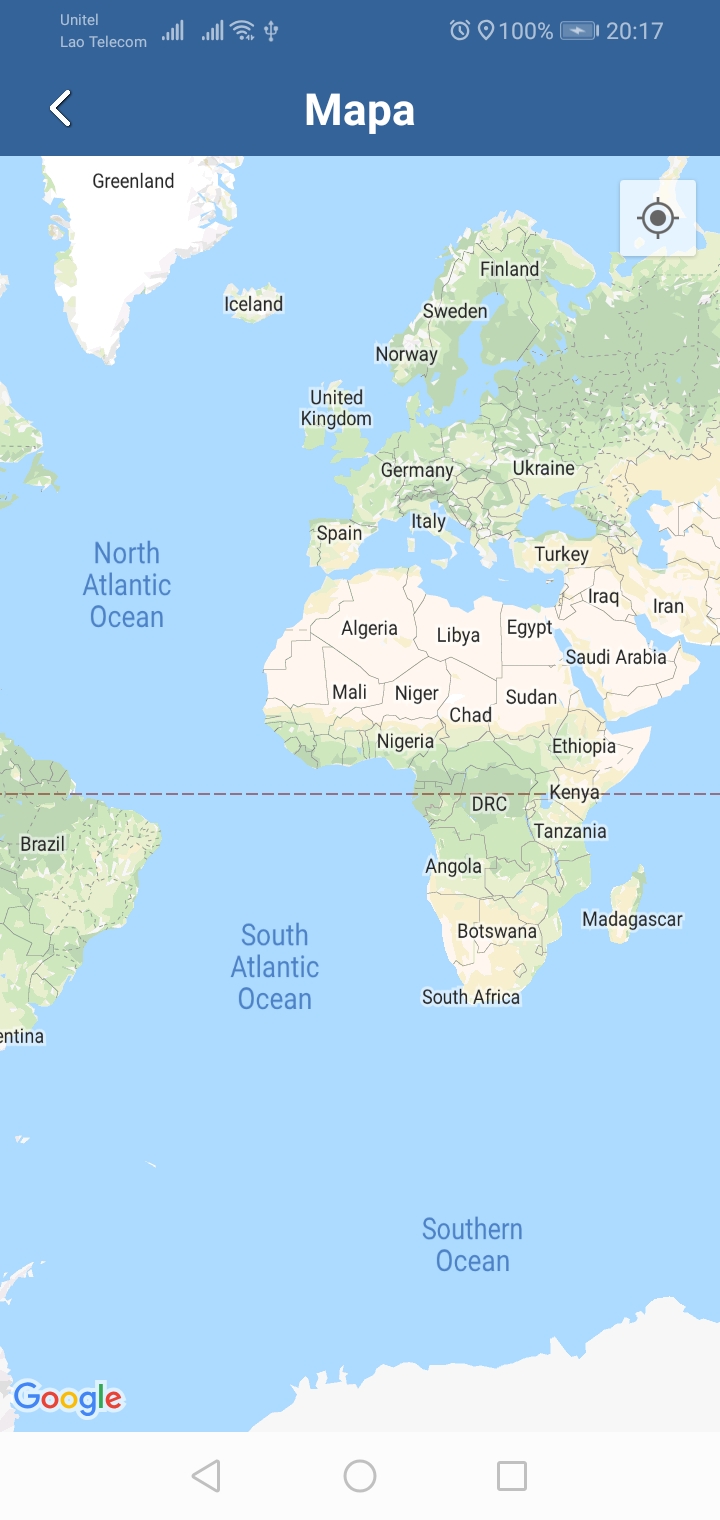 Unitel
Lao Telecom
100%
20:17
Mapa
Greenland
Finland
Iceland
Sweden
Norway
United
Kingdom
Germany
Ukraine
Italy
Spain
Turkey
North
Atlantic
Ocean
Iraq
Iran
Algeria
Libya
Egypt
Saudi Arabia
Mali
Niger
Sudan
Chad
Nigeria
Ethiopia
Kenya
DRC
Tanzania
Brazil
Angola
Madagascar
Botswana
South
Atlantic
Ocean
South Africa
entina
Southern
Ocean
Google